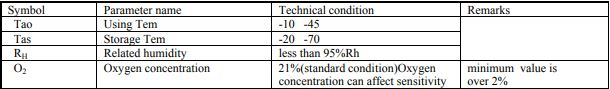 Symbol Parameter name Technical condition Remarks
Tao Using Tem -10 -45
Tas Storage Tem -20 -70
RH Related humidity less than 95%Rh
O2 Oxygen concentration 21%(standard condition)Oxygen minimum value is
concentration can affect sensitivity over 2%